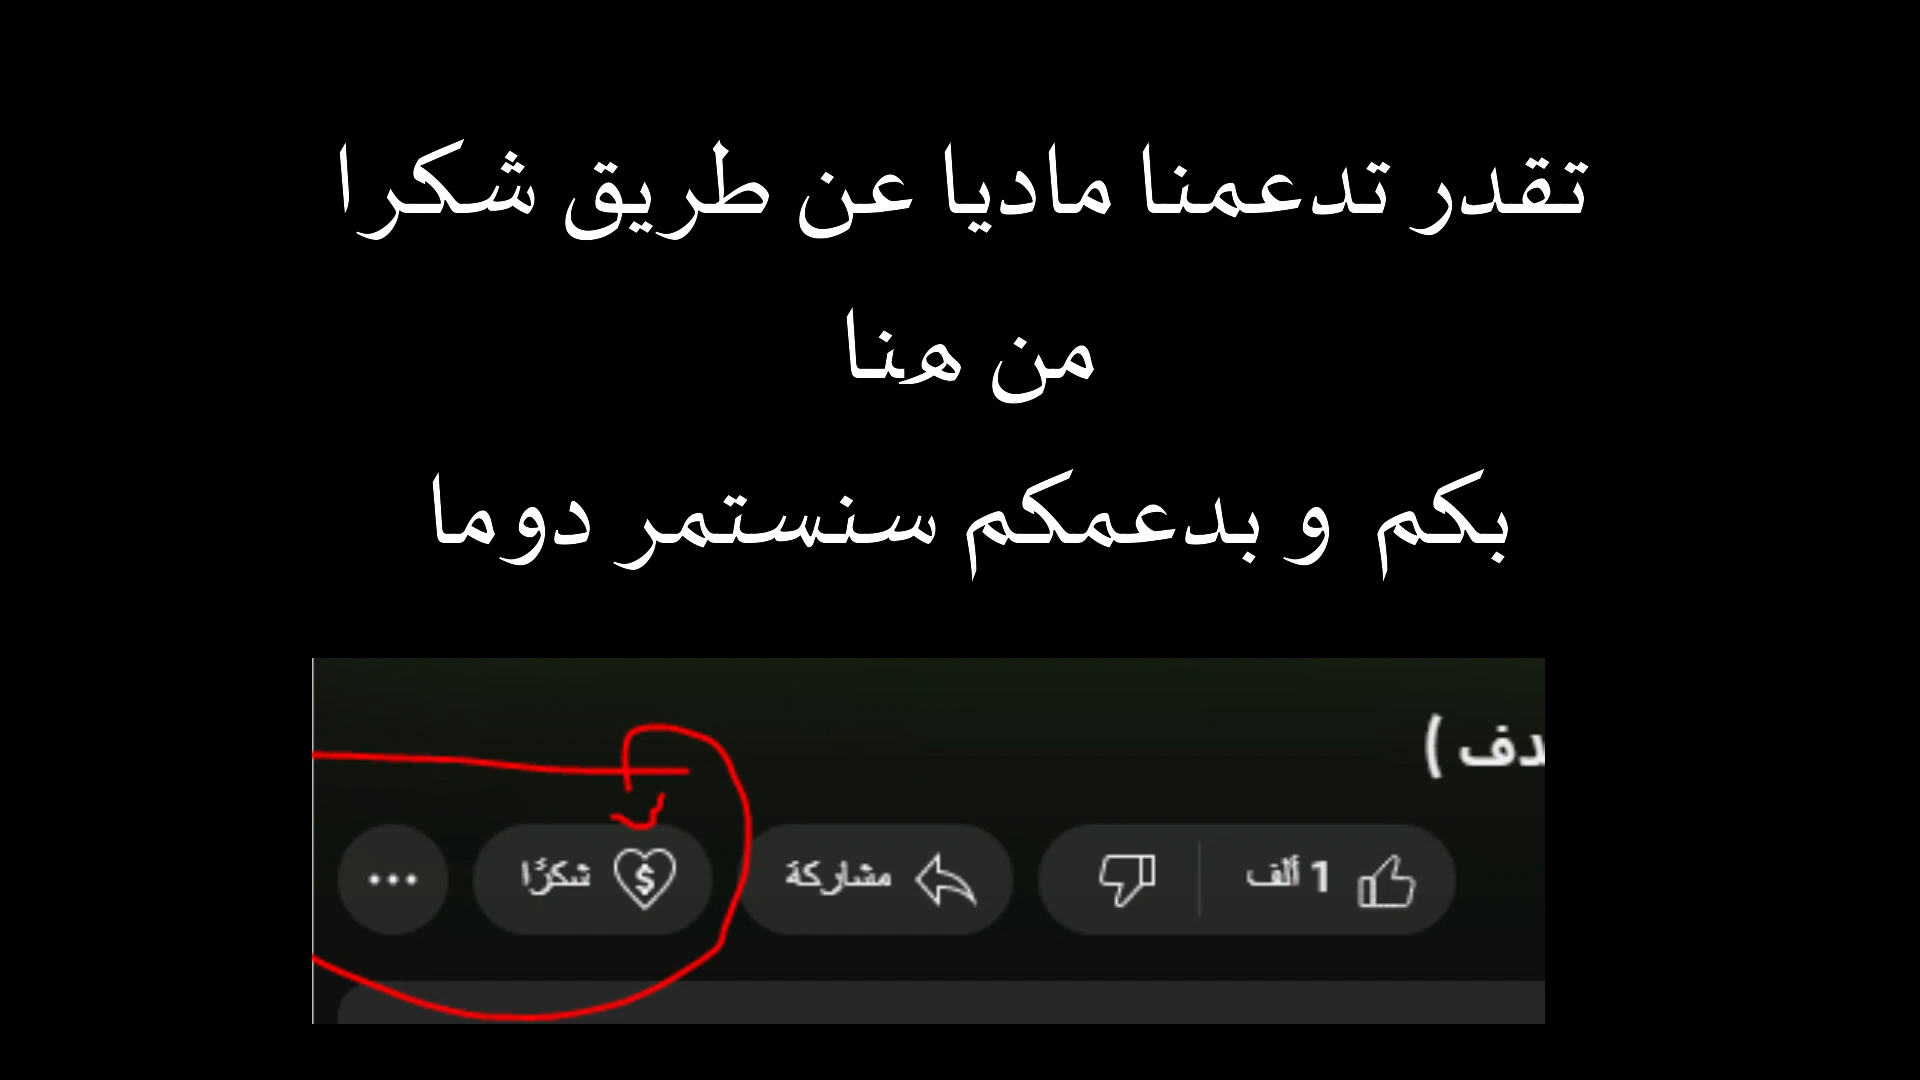 تقدر تدعمنا ماديا عن طريق شكرا
من هنا
بكم و بدعمكم سنستمر دوما
دف )
1 ألف
مشاركة
شكرًا